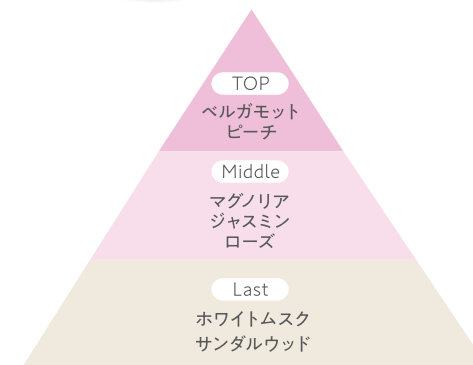 TOP
ベルガモット
ピーチ
Middle
マグノリア
ジャスミン
ローズ
Last
ホワイトムスク
サンダルウッド